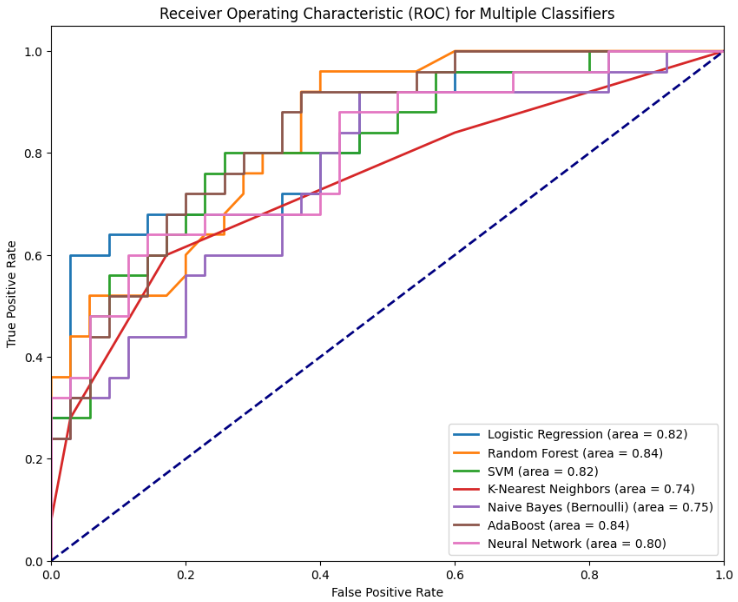 Receiver Operating Characteristic (ROC) for Multiple Classifiers
1.0
0.8
0.6
0.4
0.2
0.0
True Positive Rate
Logistic Regression (area = 0.82)
Random Forest (area = 0.84)
SVM (area = 0.82)
K-Nearest Neighbors (area = 0.74)
Naive Bayes (Bernoulli) (area = 0.75)
AdaBoost (area = 0.84)
Neural Network (area = 0.80)
0.0 0.2 0.4 0.6 0.8 1.0
False Positive Rate